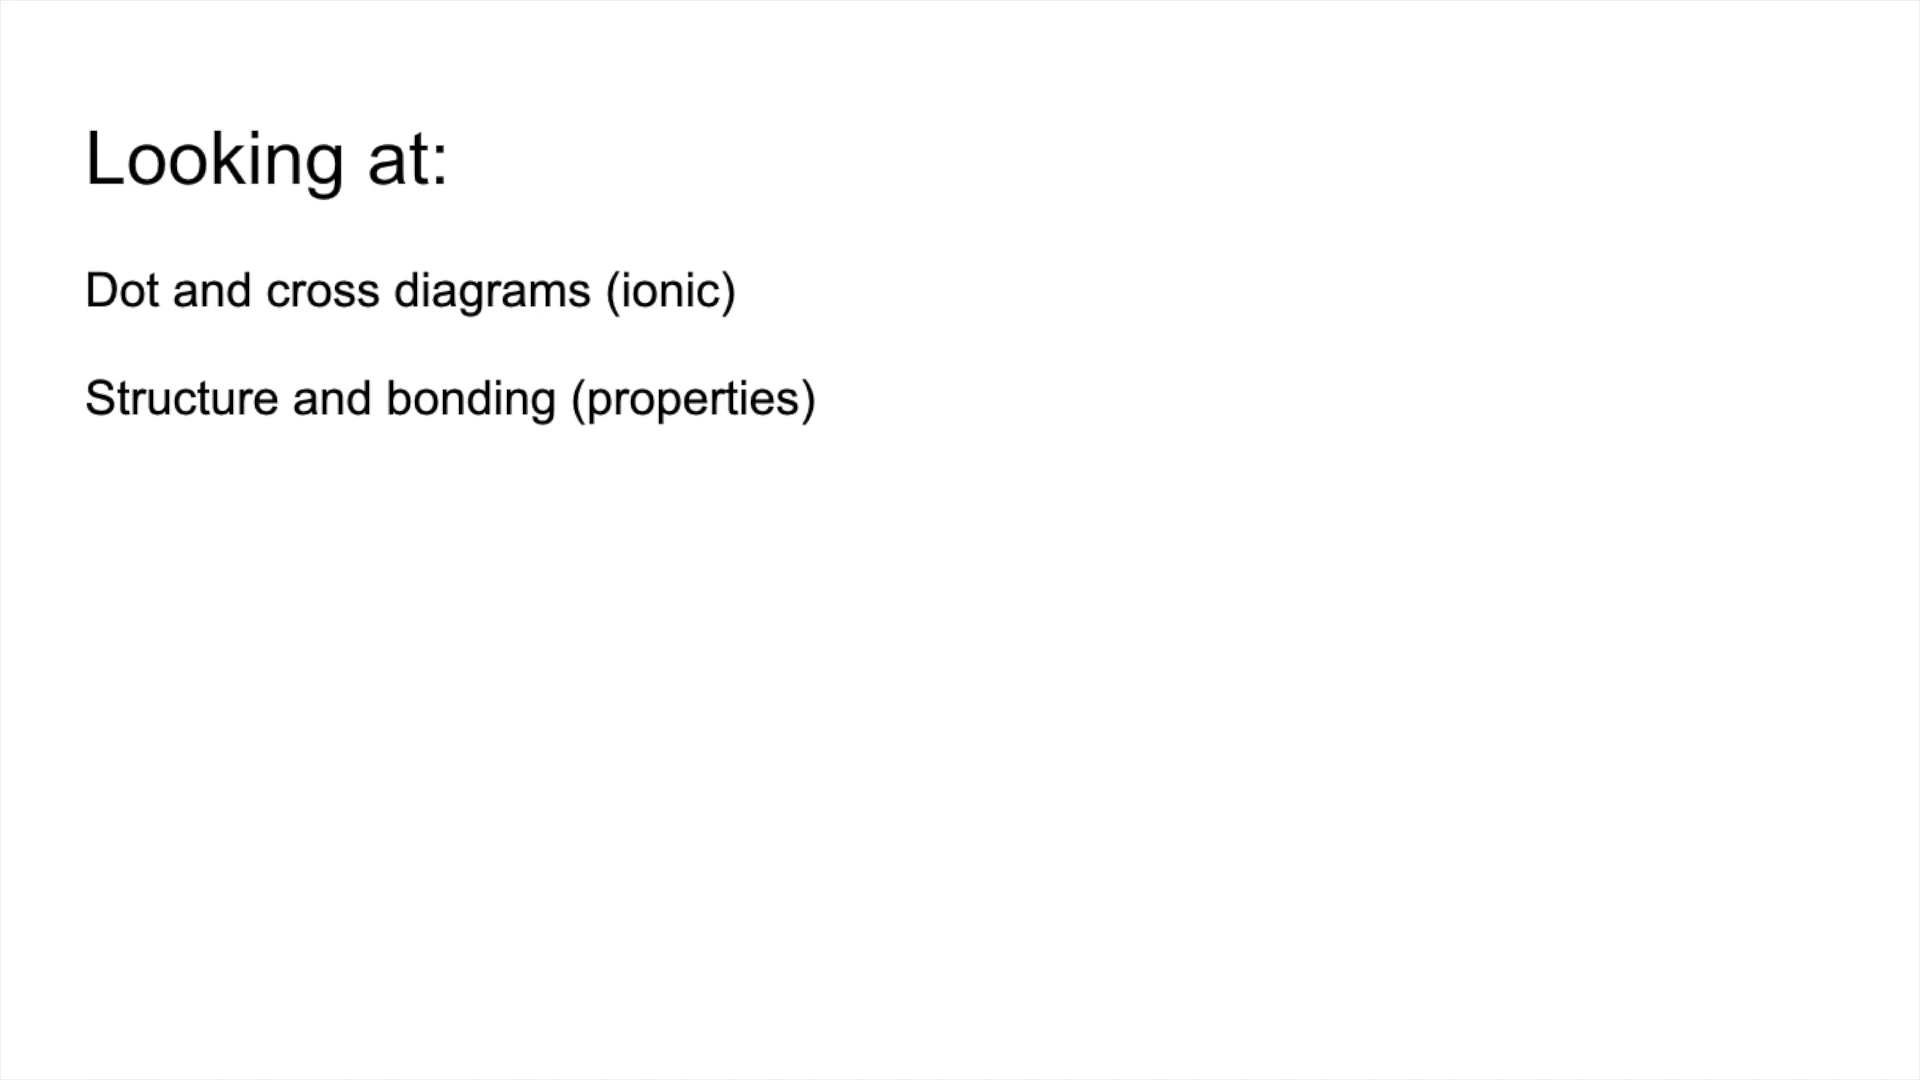 Looking at:
Dot and cross diagrams (ionic)
Structure and bonding (properties)